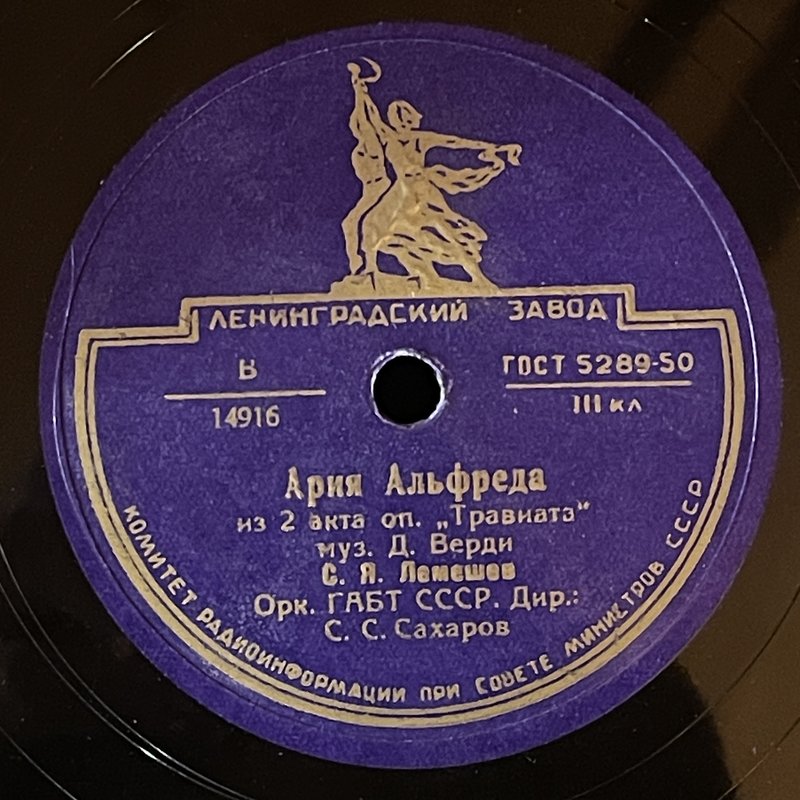 ЛЕНИНГРАДСКИЙ ЗАВОД
В
14916
ГОСТ 5289-50
III кл
Ария Альфреда
из 2 акта оп. „Травиата"
муз. Д. Верди
С. Я. Лемешев
Орк. ГАБТ СССР. Дир.:
С. С. Сахаров
КОМИТЕТ РАДИОИНФОРМАЦИИ ПРИ СОВЕТЕ МИНИСТРОВ СССР